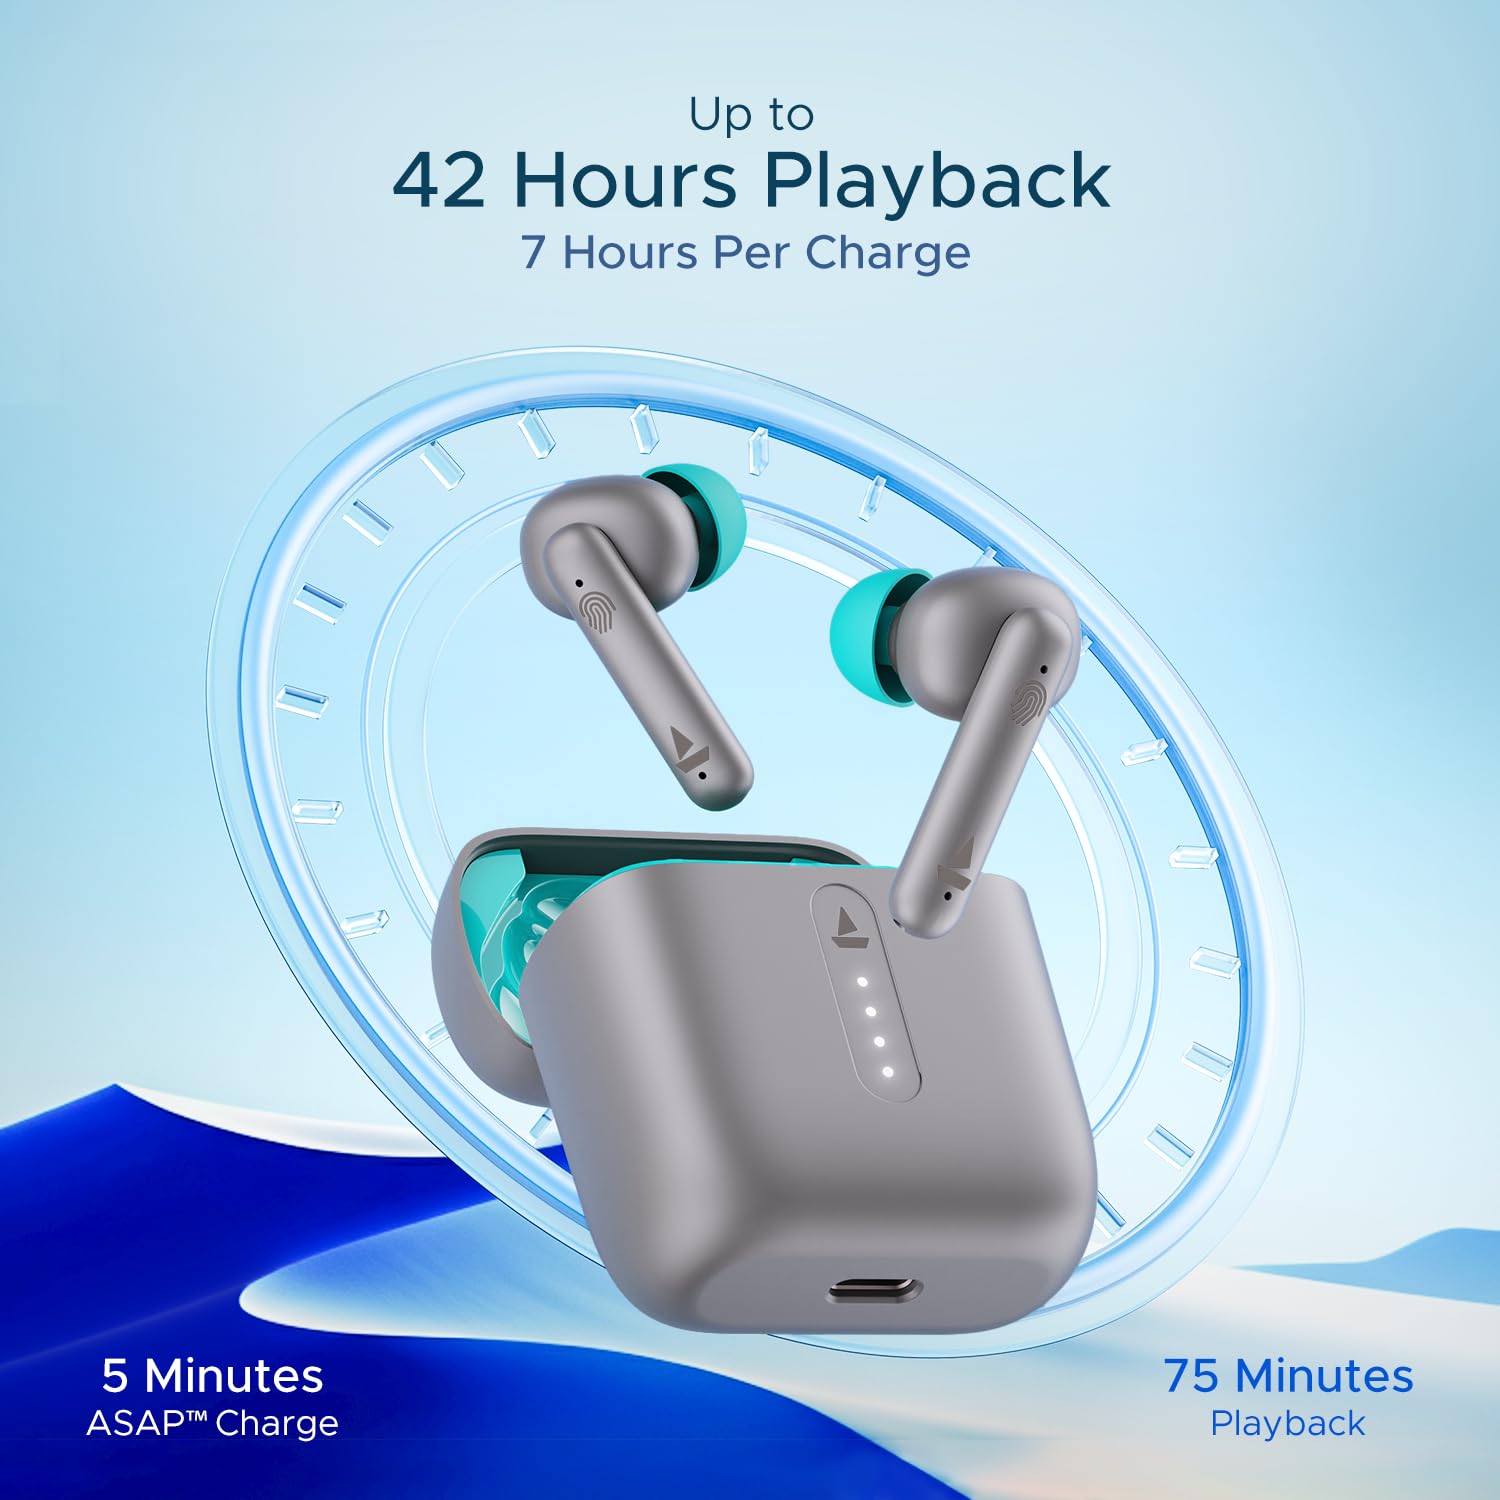 Up to
42 Hours Playback
7 Hours Per Charge
5 Minutes
ASAP™ Charge
75 Minutes
Playback